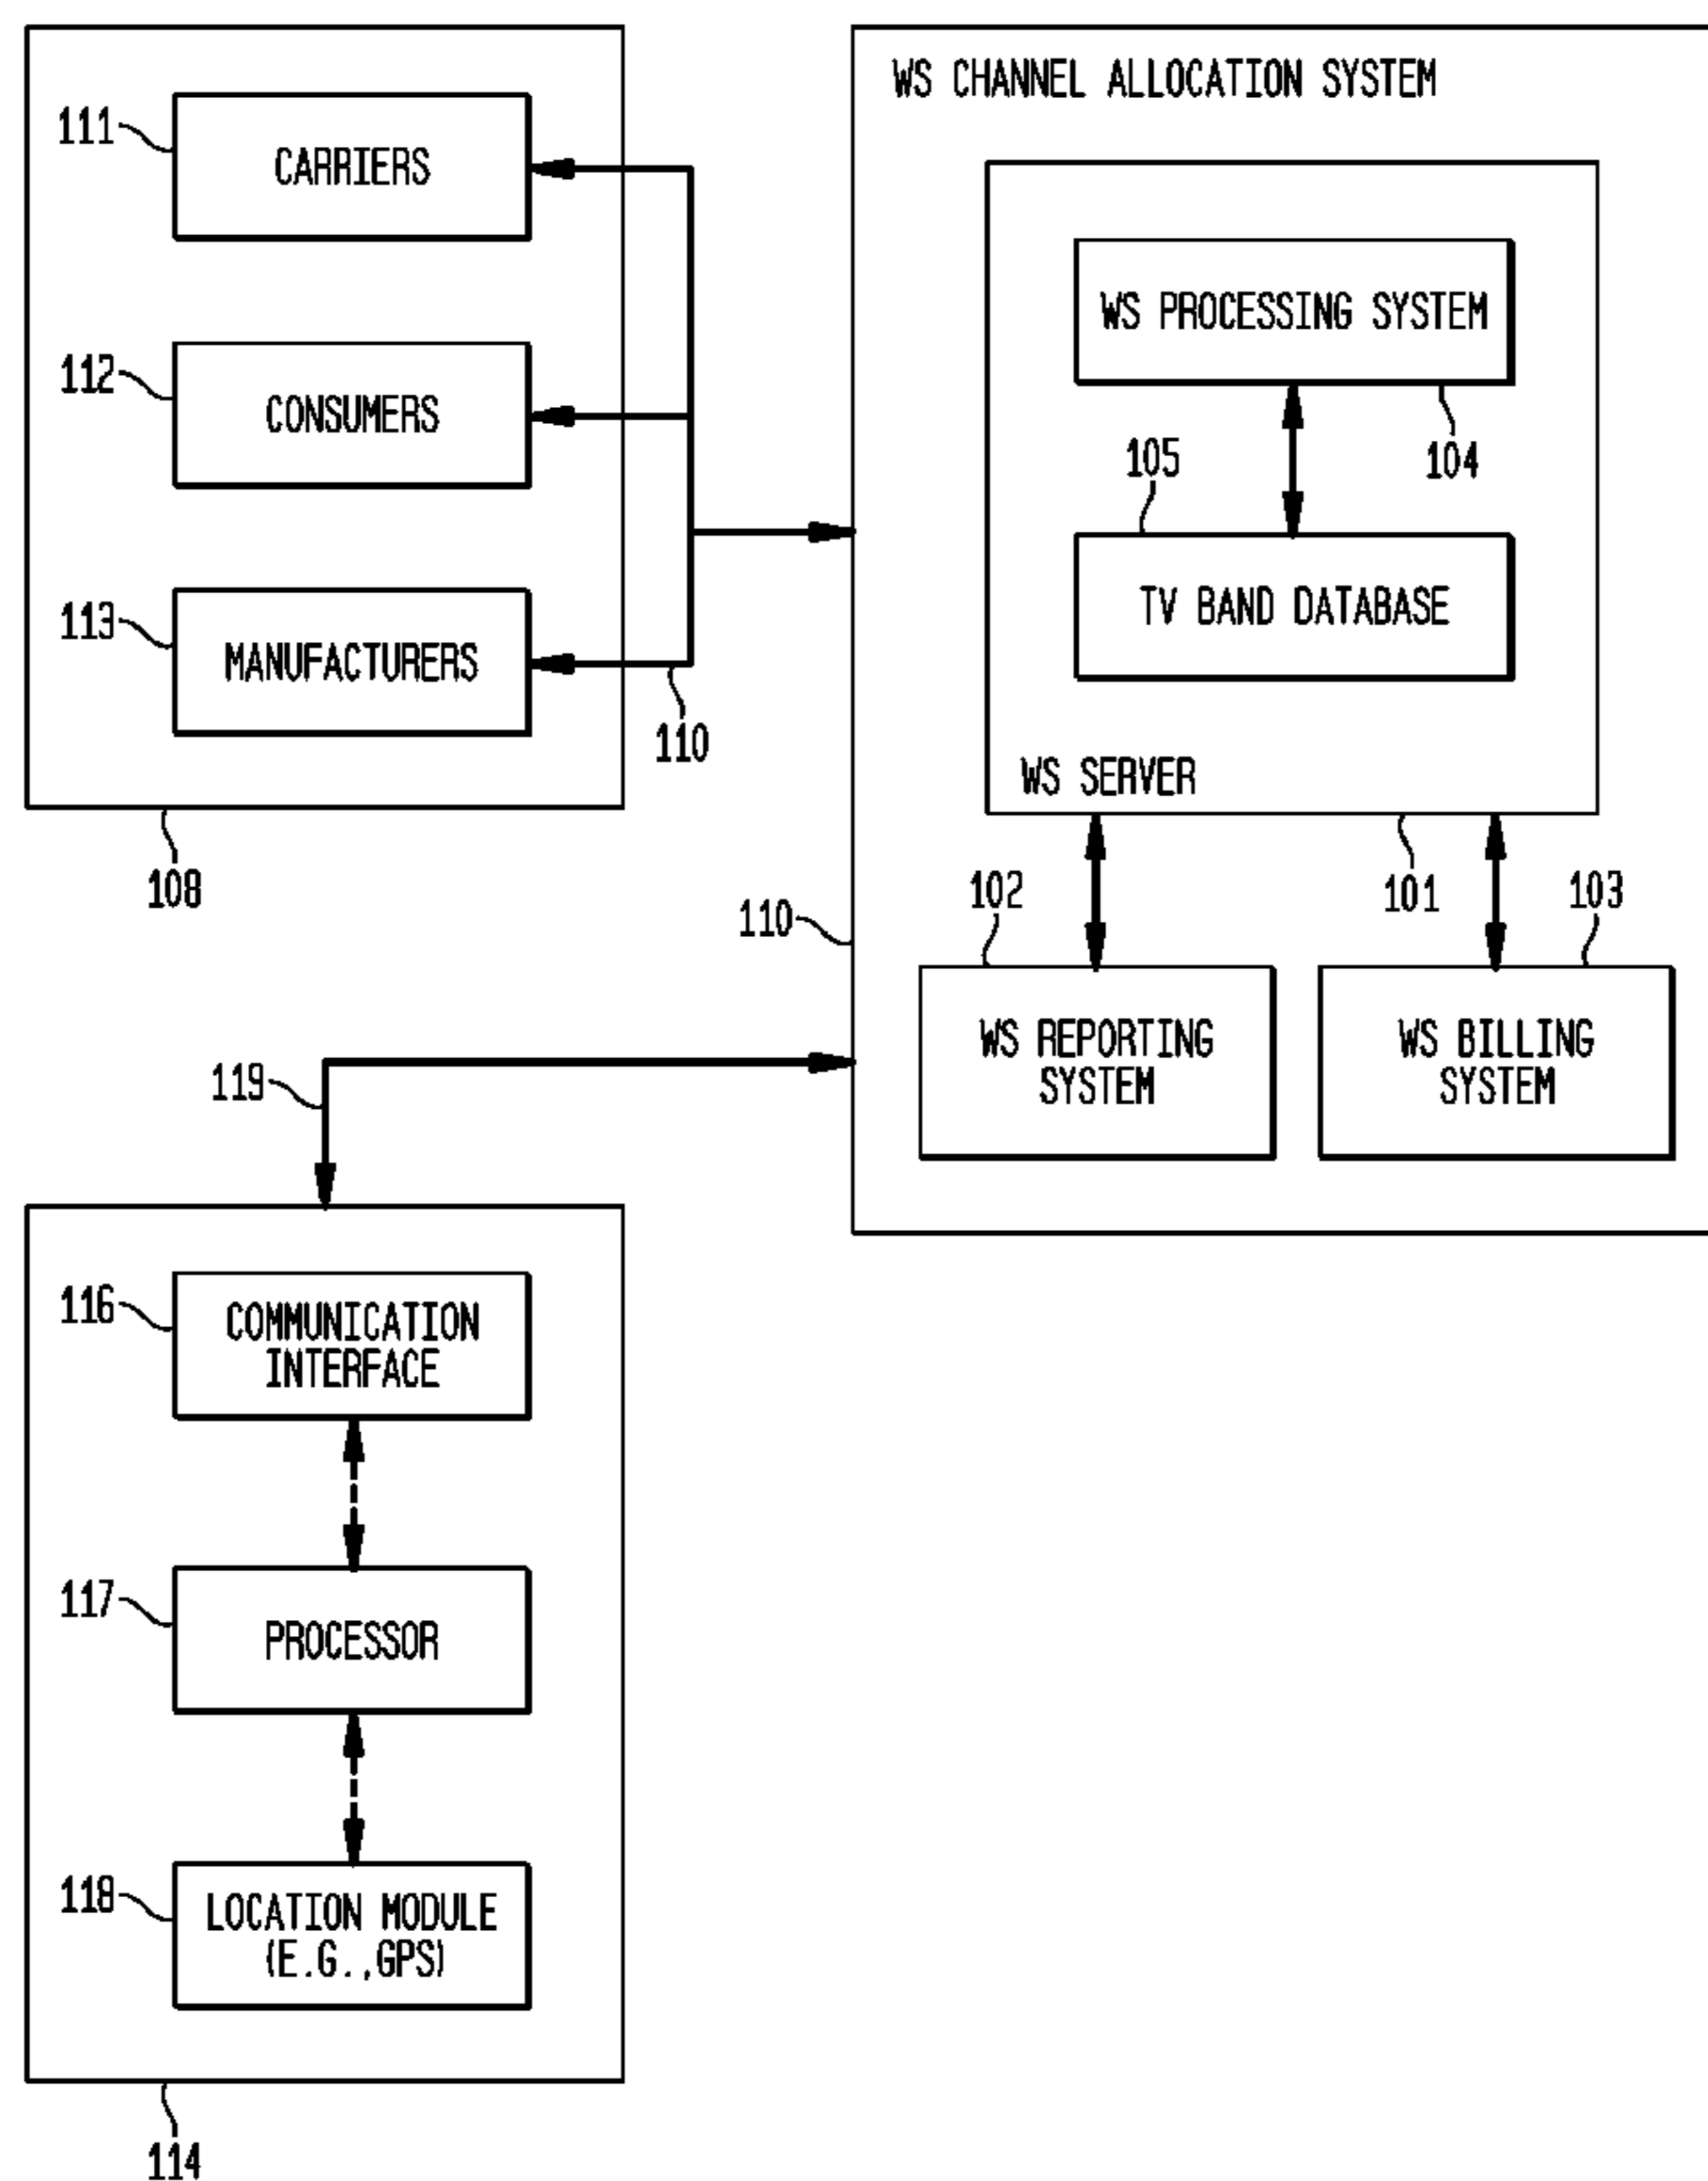 111
CARRIERS
112
CONSUMERS
113
MANUFACTURERS
110
108
WS CHANNEL ALLOCATION SYSTEM
WS PROCESSING SYSTEM
105
104
TV BAND DATABASE
WS SERVER
102
101
103
110
WS REPORTING
SYSTEM
WS BILLING
SYSTEM
119
116
COMMUNICATION
INTERFACE
117
PROCESSOR
118
LOCATION MODULE
(E.G.,GPS)
114